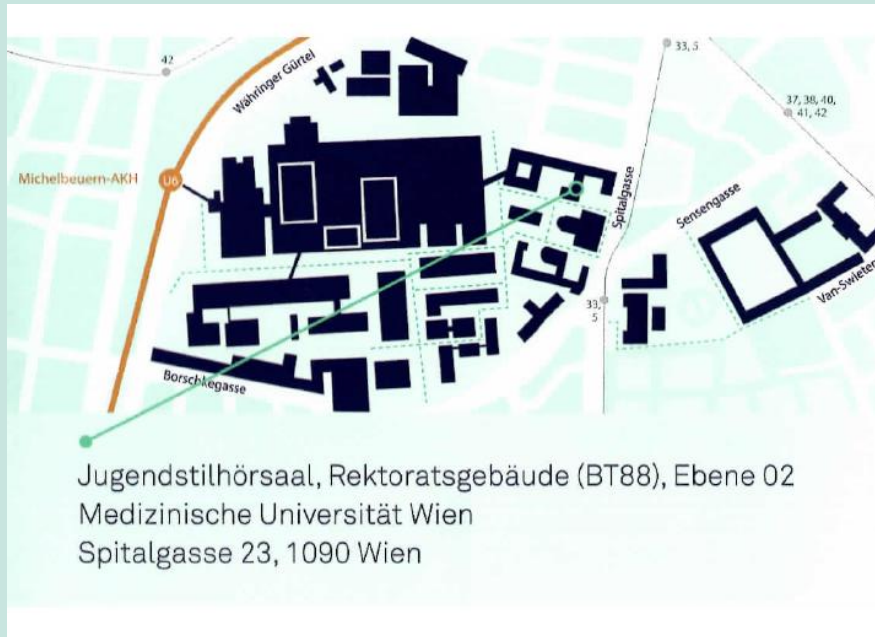 42
33, 5
Währinger Gürtel
37, 38, 40,
41, 42
Michelbeuern-AKH
U6
Spitalgasse
Sensengasse
33,
5
Van-Swieten
Borschkegasse
Jugendstilhörsaal, Rektoratsgebäude (BT88), Ebene 02
Medizinische Universität Wien
Spitalgasse 23, 1090 Wien